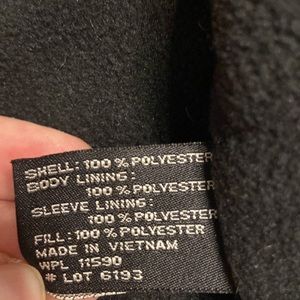 SHELL: 100 % POLYESTER
BODY LINING:
100 % POLYESTER
SLEEVE LINING:
100 % POLYESTER
FILL: 100 % POLYESTER
MADE IN VIETNAM
WPL 11590
# LOT 6193